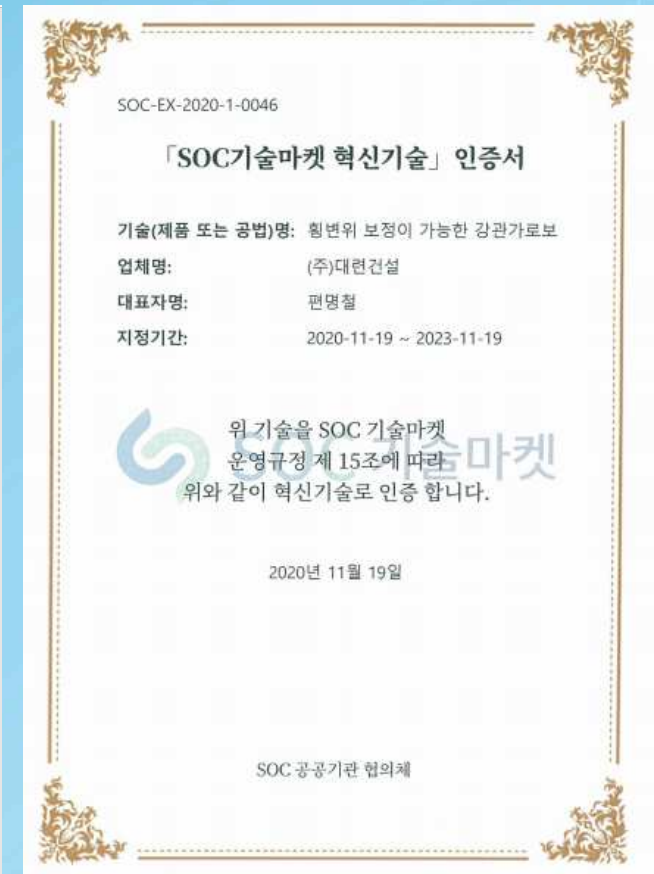 SOC-EX-2020-1-0046
「SOC기술마켓 혁신기술」 인증서
기술(제품 또는 공법)명: 횡변위 보정이 가능한 강관가로보
업체명: (주)대련건설
대표자명: 편명철
지정기간: 2020-11-19 ~ 2023-11-19
위 기술을 SOC 기술마켓
운영규정 제 15조에 따라
위와 같이 혁신기술로 인증 합니다.
SOC 기술마켓
2020년 11월 19일
SOC 공공기관 협의체